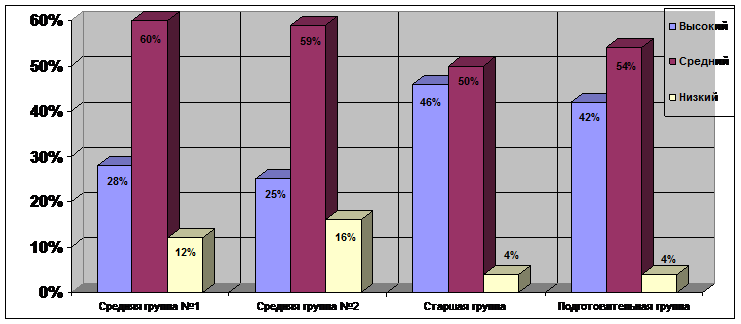 60%
50%
40%
30%
20%
10%
0%
28%
60%
12%
25%
59%
16%
46%
50%
4%
42%
54%
4%
Средняя группа №1
Средняя группа №2
Старшая группа
Подготовительная группа
Высокий
Средний
Низкий